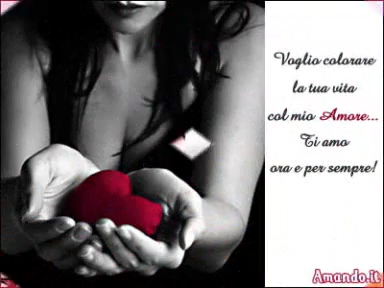 Voglio colorare
la tua vita
col mio Amore...
Ti amo
ora e per sempre!
Amando.it